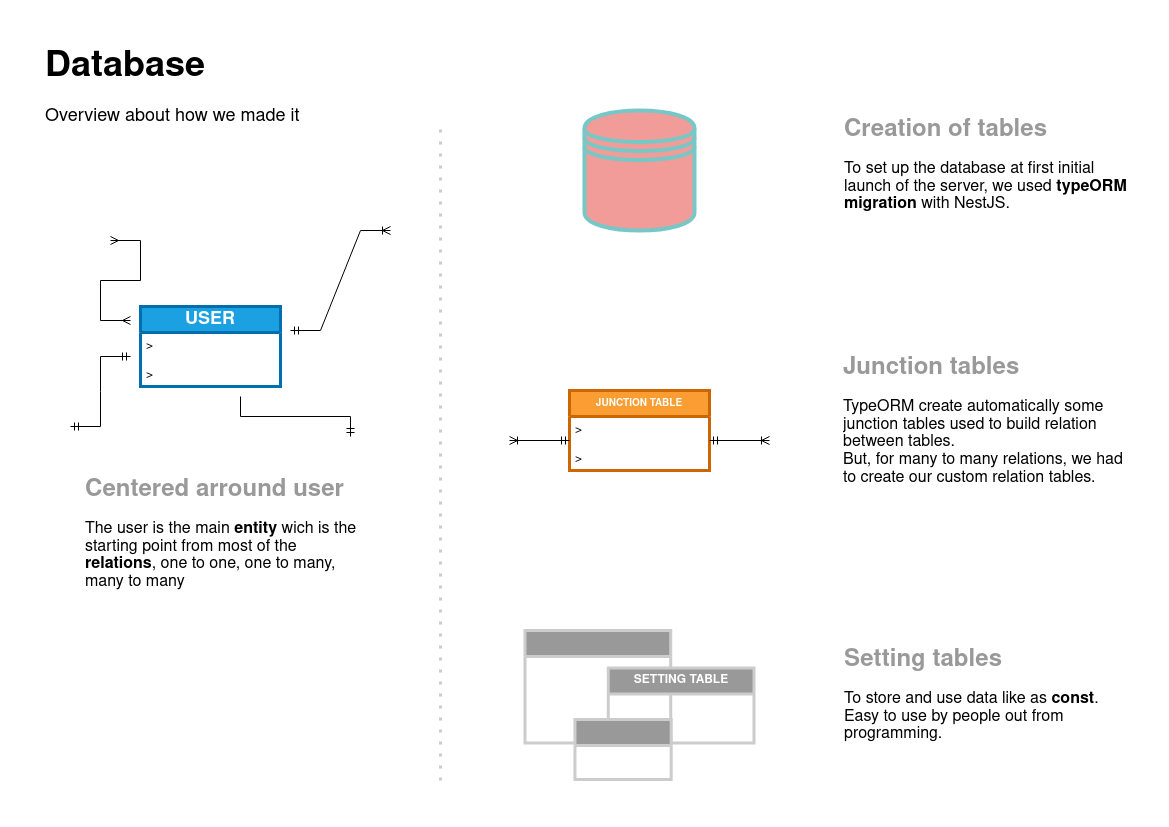 Database
Overview about how we made it
USER
>
>
Centered arround user
The user is the main entity wich is the
starting point from most of the
relations, one to one, one to many,
many to many
Creation of tables
To set up the database at first initial
launch of the server, we used typeORM
migration with NestJS.
JUNCTION TABLE
>
>
Junction tables
TypeORM create automatically some
junction tables used to build relation
between tables.
But, for many to many relations, we had
to create our custom relation tables.
SETTING TABLE
Setting tables
To store and use data like as const.
Easy to use by people out from
programming.